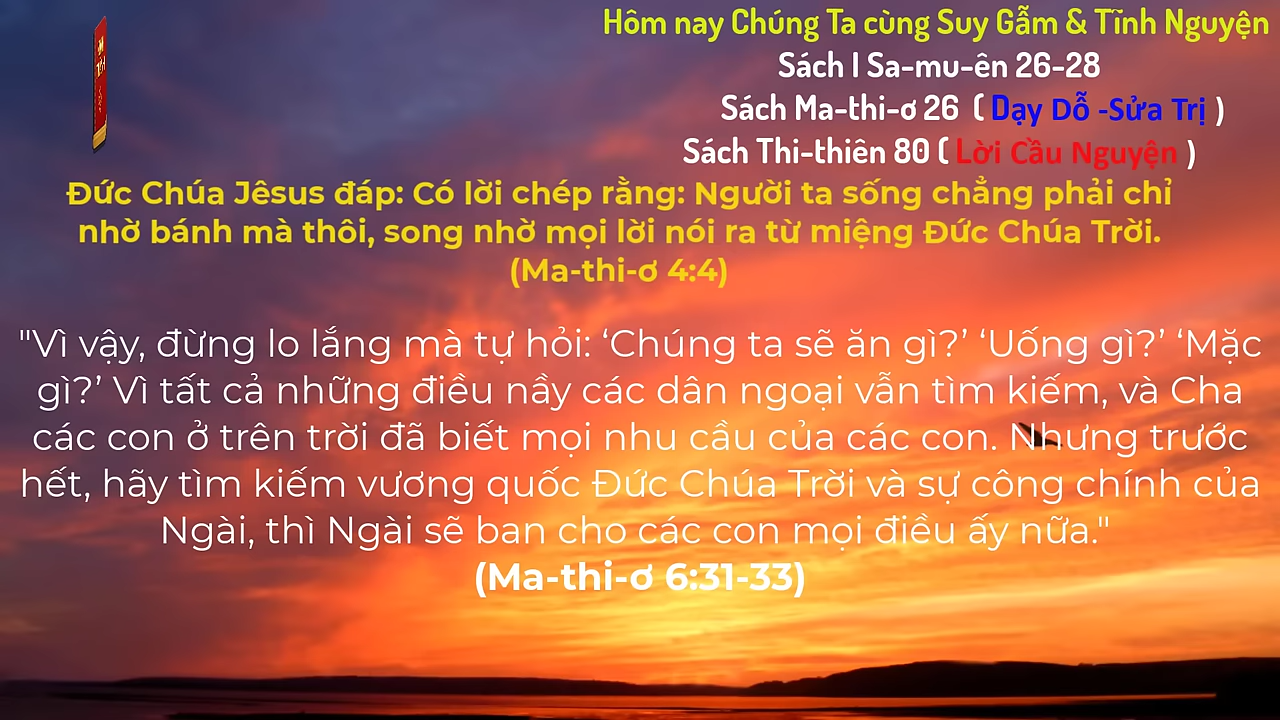 Hôm nay Chúng Ta cùng Suy Gẫm & Tĩnh Nguyện
Sách I Sa-mu-ên 26-28
Sách Ma-thi-ơ 26 ( Dạy Dỗ -Sửa Trị )
Sách Thi-thiên 80 ( Lời Cầu Nguyện )
Đức Chúa Jêsus đáp: Có lời chép rằng: Người ta sống chẳng phải chỉ
nhờ bánh mà thôi, song nhờ mọi lời nói ra từ miệng Đức Chúa Trời.
(Ma-thi-ơ 4:4)
"Vì vậy, đừng lo lắng mà tự hỏi: ‘Chúng ta sẽ ăn gì?’ ‘Uống gì?’ ‘Mặc
gì?’ Vì tất cả những điều nầy các dân ngoại vẫn tìm kiếm, và Cha
các con ở trên trời đã biết mọi nhu cầu của các con. Nhưng trước
hết, hãy tìm kiếm vương quốc Đức Chúa Trời và sự công chính của
Ngài, thì Ngài sẽ ban cho các con mọi điều ấy nữa."
(Ma-thi-ơ 6:31-33)